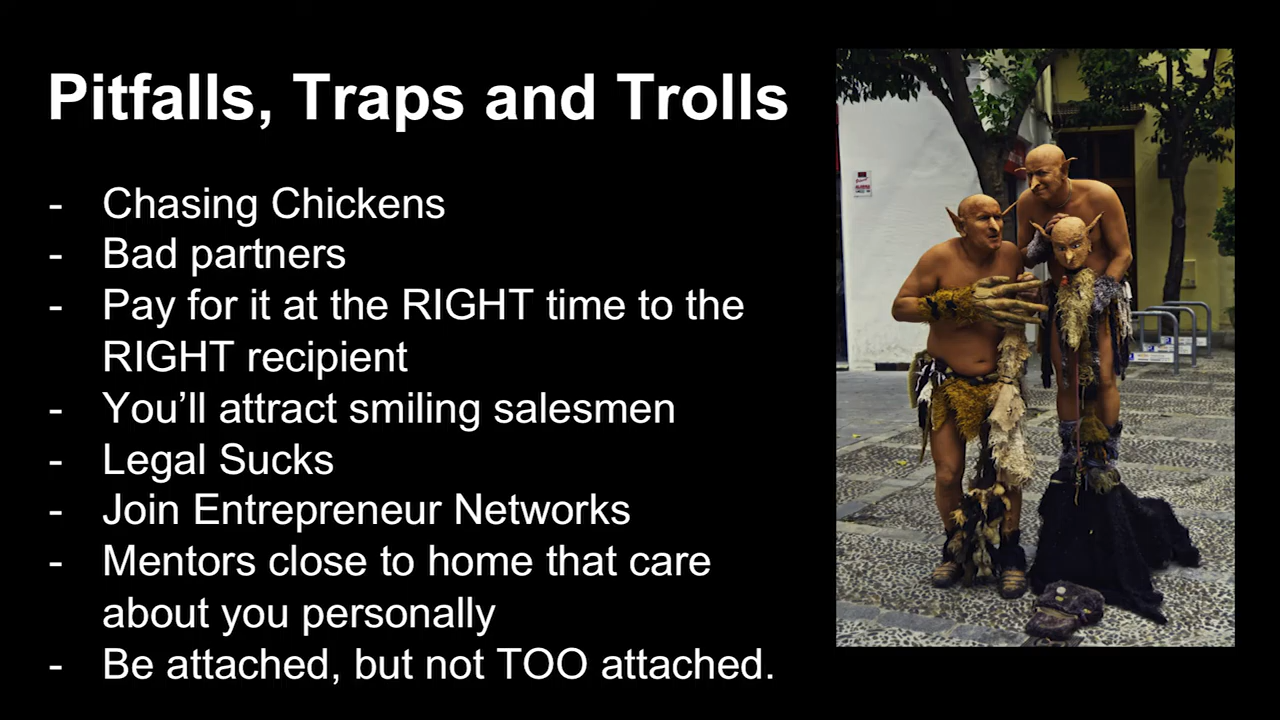 Pitfalls, Traps and Trolls
- Chasing Chickens
- Bad partners
- Pay for it at the RIGHT time to the
RIGHT recipient
- You'll attract smiling salesmen
- Legal Sucks
- Join Entrepreneur Networks
- Mentors close to home that care
about you personally
- Be attached, but not TOO attached.